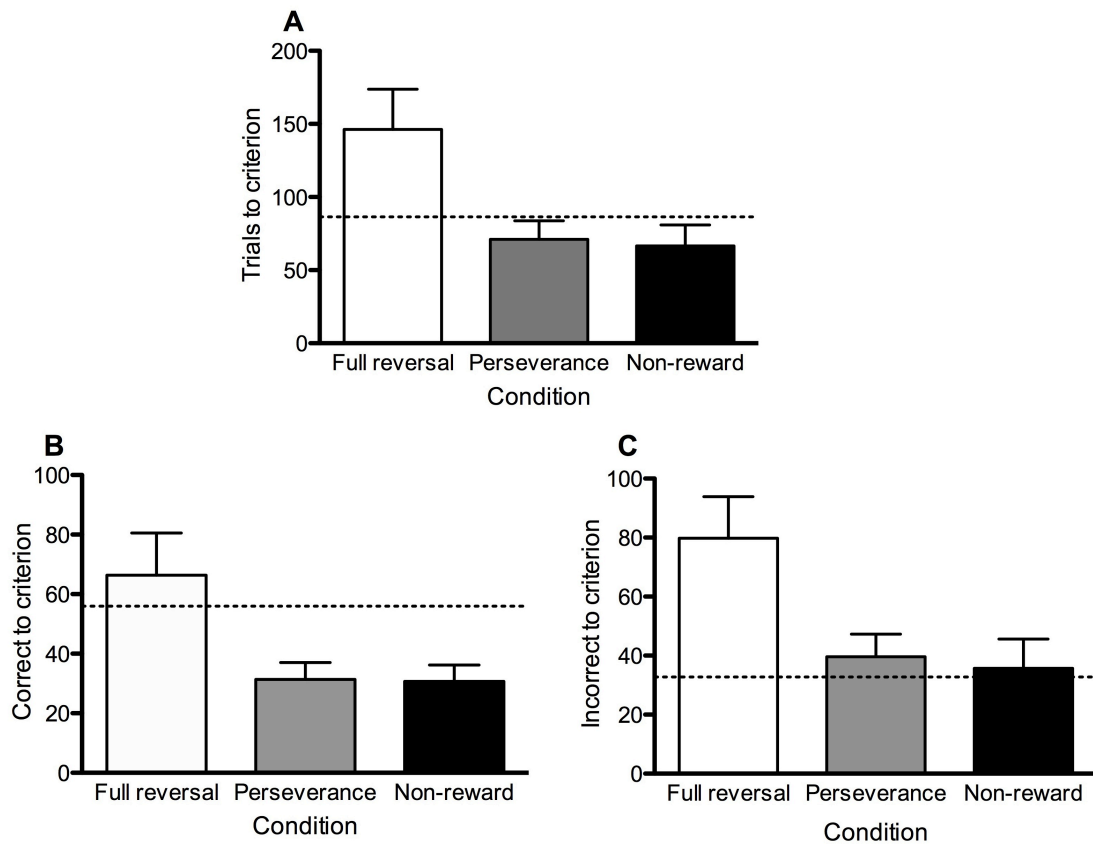 A
Trials to criterion
200
150
100
50
0
Full reversal Perseverance Non-reward
Condition
B
Correct to criterion
100
80
60
40
20
0
Full reversal Perseverance Non-reward
Condition
C
Incorrect to criterion
100
80
60
40
20
0
Full reversal Perseverance Non-reward
Condition